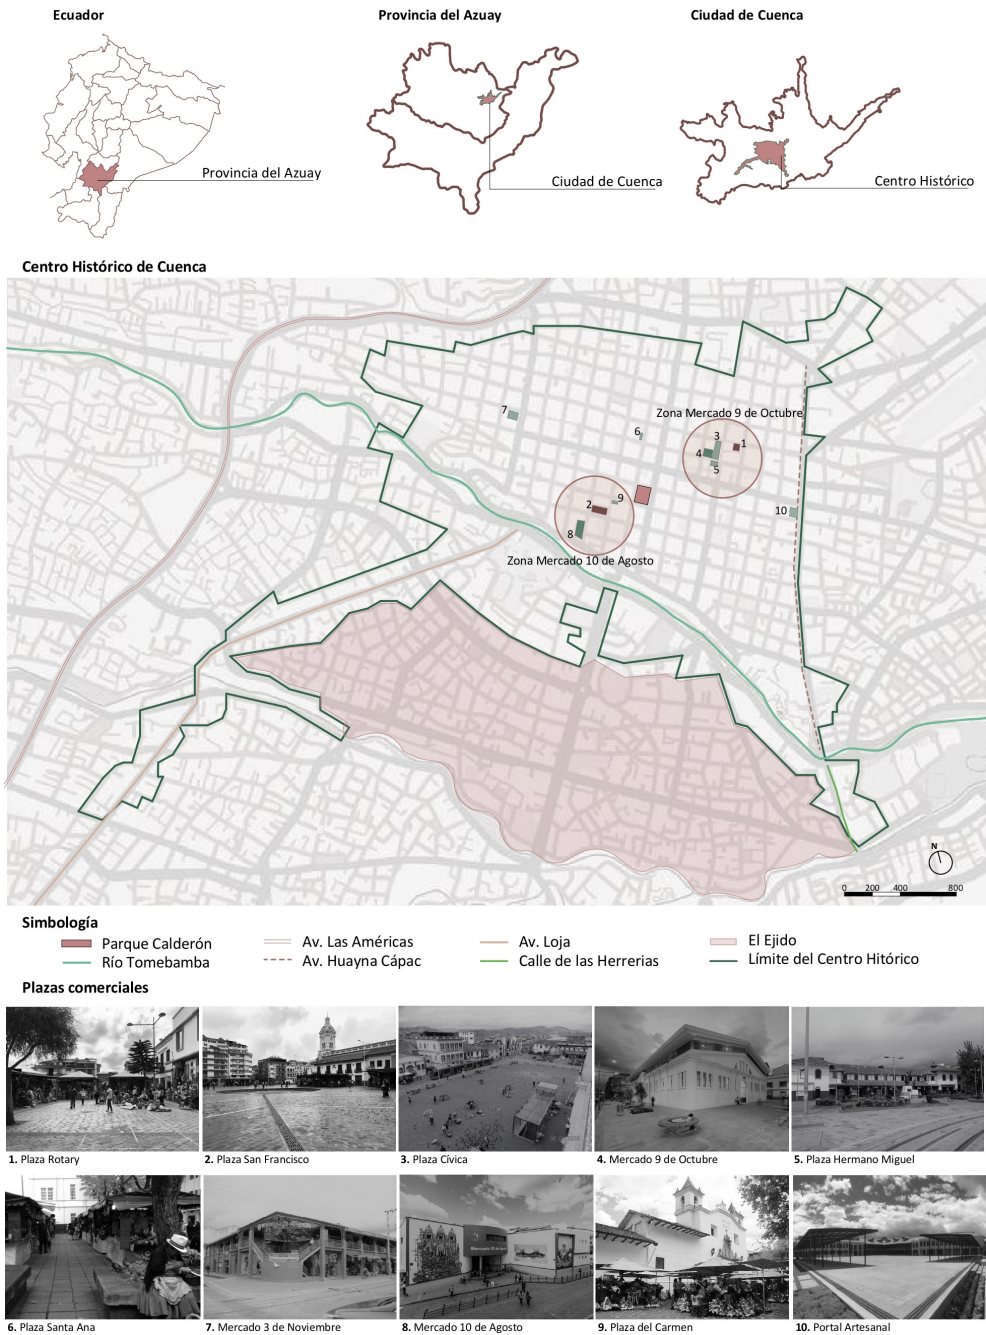 Ecuador
Provincia del Azuay
Ciudad de Cuenca
Provincia del Azuay
Ciudad de Cuenca
Centro Histórico
Centro Histórico de Cuenca
7
6
Zona Mercado 9 de Octubre
3
1
4
5
2
9
8
10
Zona Mercado 10 de Agosto
N
0 200 400 800
Simbología
Parque Calderón
Río Tomebamba
Av. Las Américas
Av. Huayna Cápac
Av. Loja
Calle de las Herrerias
El Ejido
Límite del Centro Hitórico
Plazas comerciales
1. Plaza Rotary
2. Plaza San Francisco
3. Plaza Cívica
4. Mercado 9 de Octubre
5. Plaza Hermano Miguel
6. Plaza Santa Ana
7. Mercado 3 de Noviembre
8. Mercado 10 de Agosto
9. Plaza del Carmen
10. Portal Artesanal